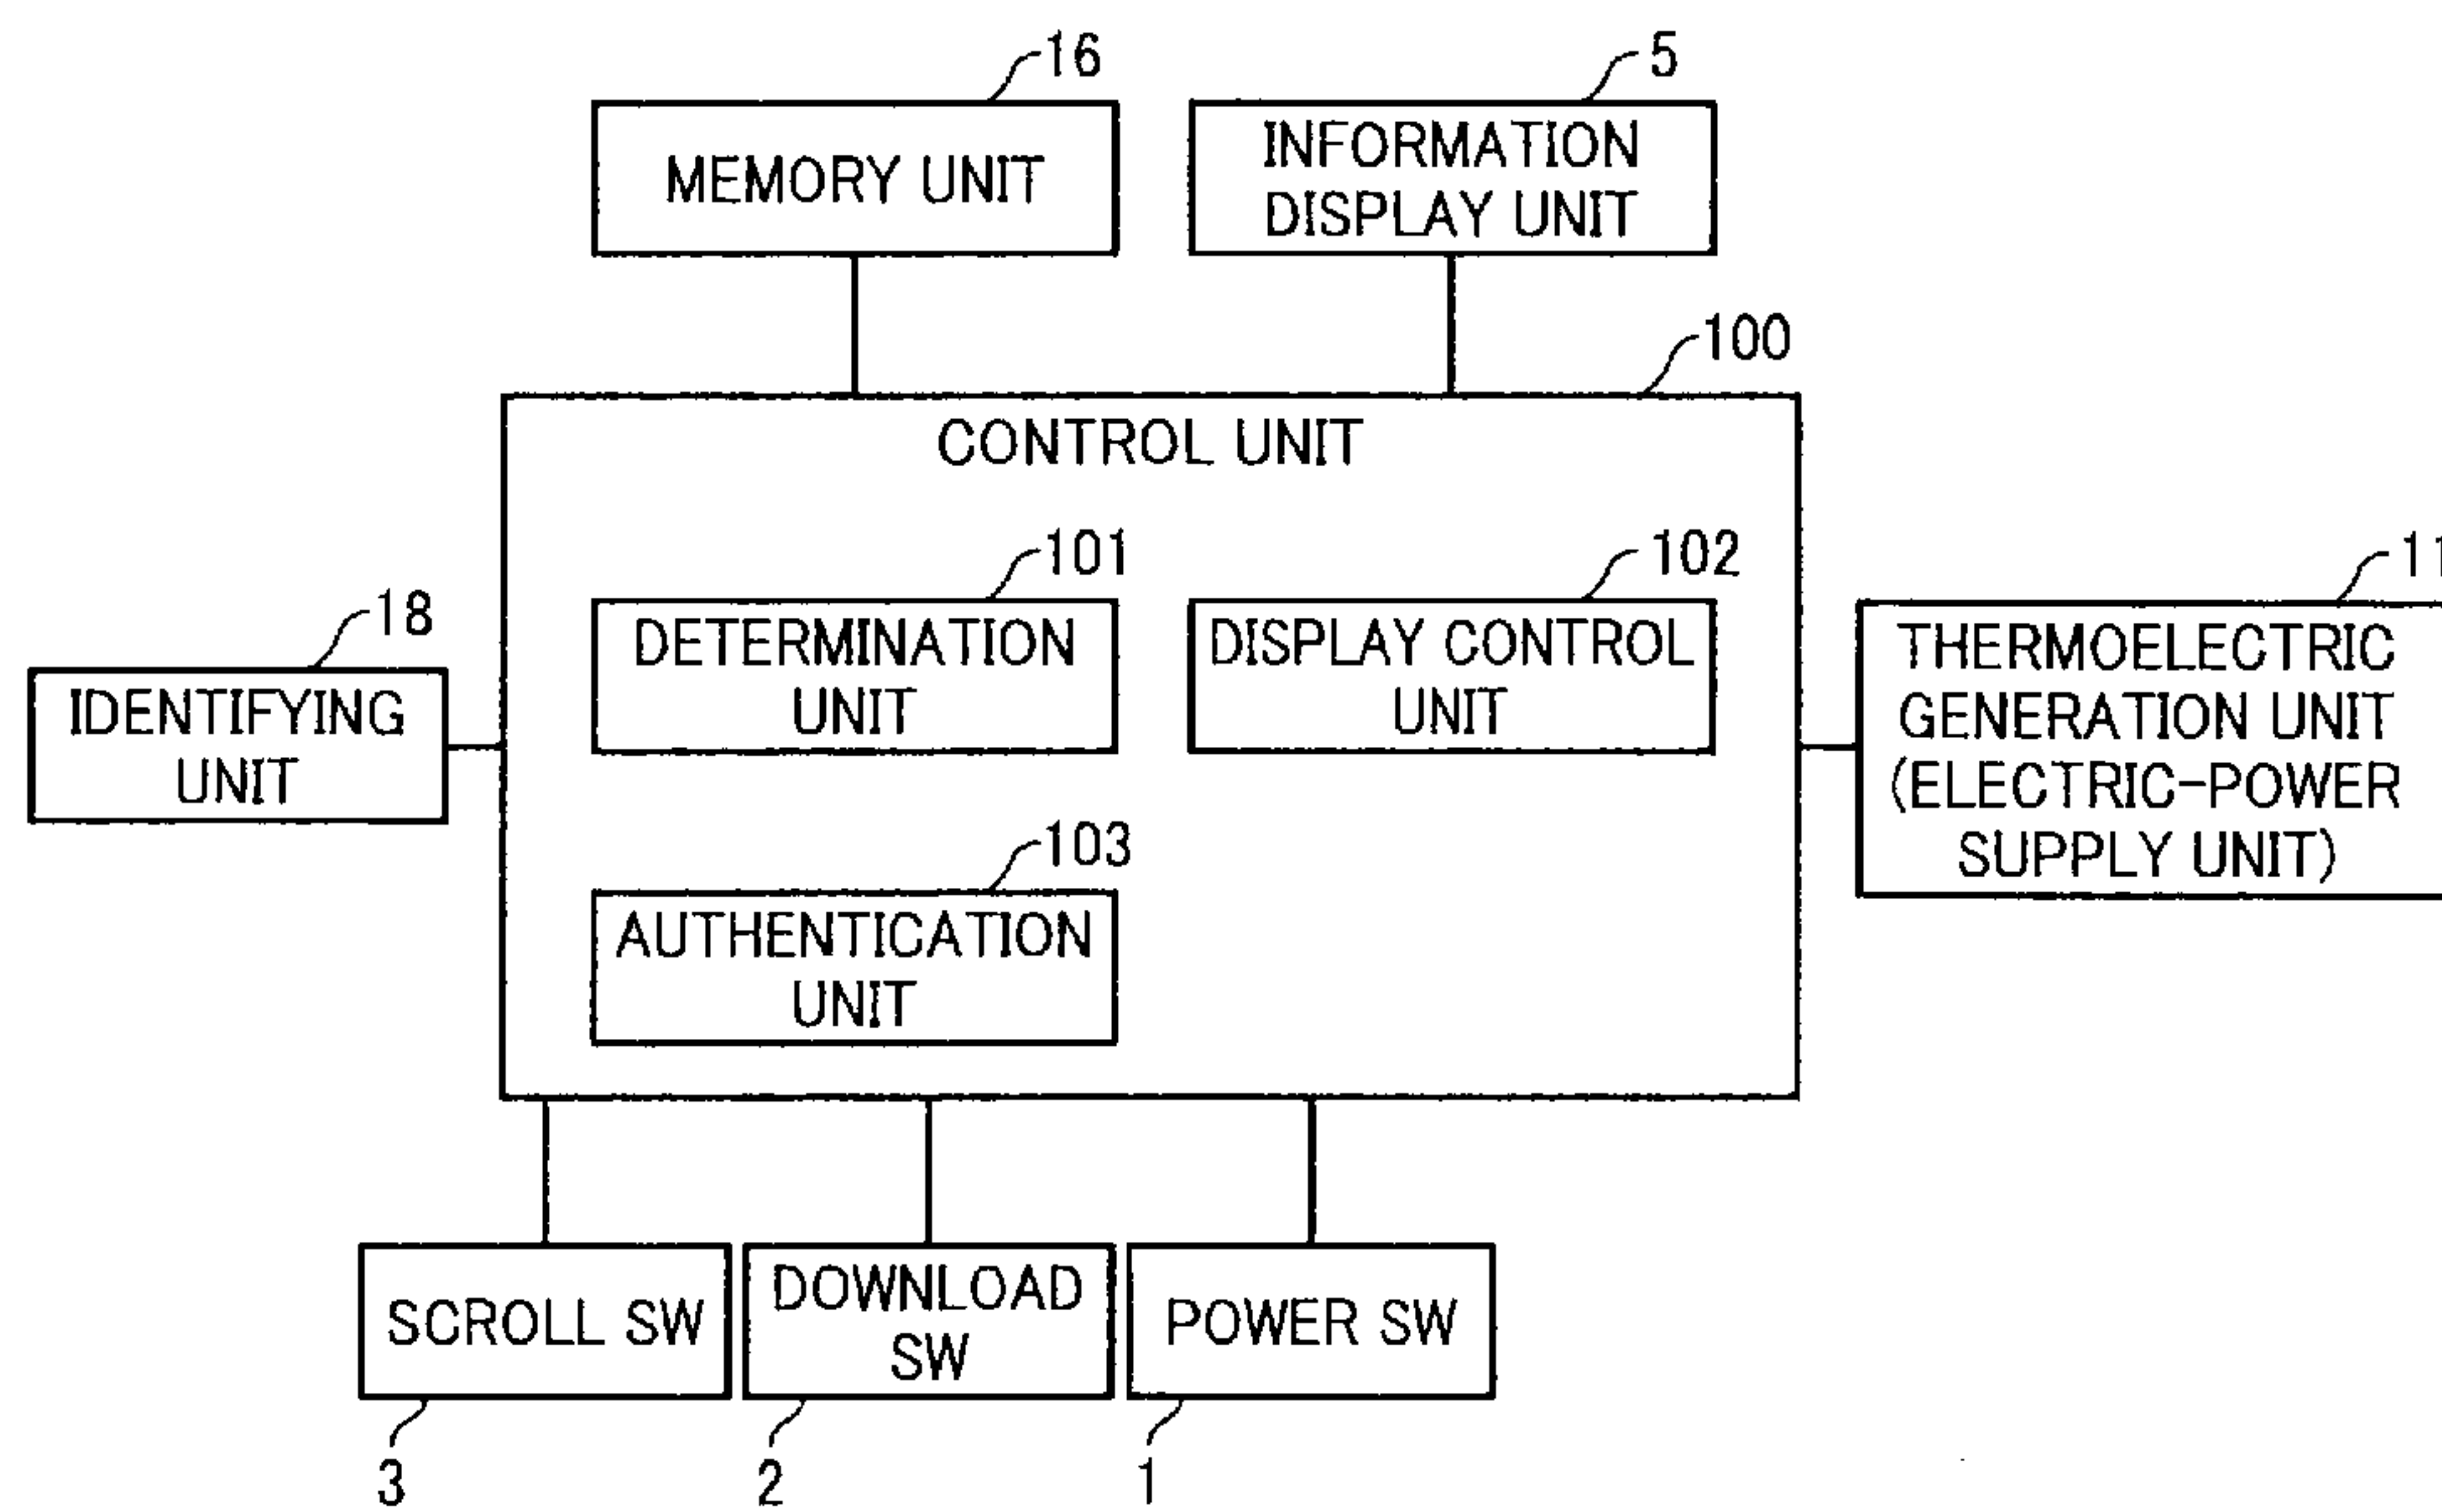 16
5
MEMORY UNIT
INFORMATION
DISPLAY UNIT
100
CONTROL UNIT
101
102
11
18
DETERMINATION
UNIT
DISPLAY CONTROL
UNIT
THERMOELECTRIC
GENERATION UNIT
(ELECTRIC-POWER
SUPPLY UNIT)
IDENTIFYING
UNIT
103
AUTHENTICATION
UNIT
SCROLL SW
DOWNLOAD
SW
POWER SW
3
2
1